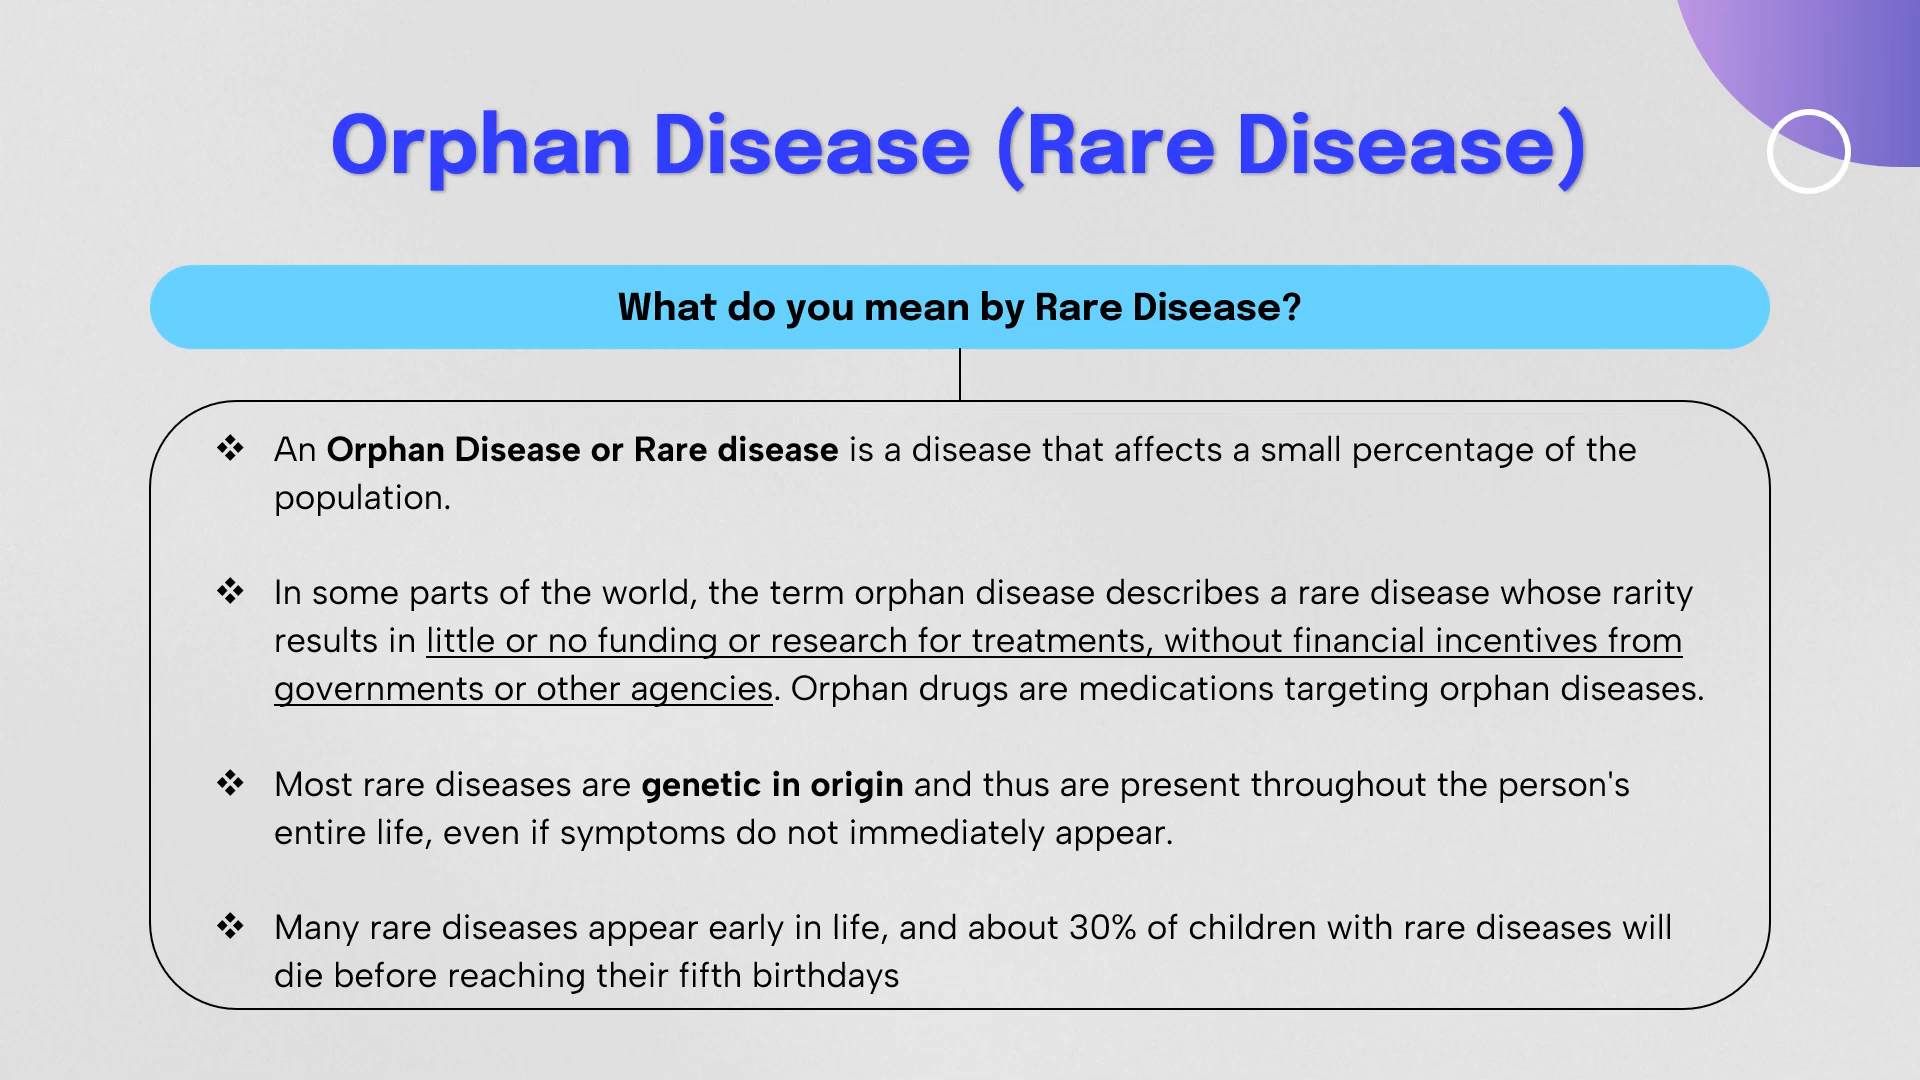 Orphan Disease (Rare Disease)
What do you mean by Rare Disease?
❖ An Orphan Disease or Rare disease is a disease that affects a small percentage of the
population.
❖ In some parts of the world, the term orphan disease describes a rare disease whose rarity
results in little or no funding or research for treatments, without financial incentives from
governments or other agencies. Orphan drugs are medications targeting orphan diseases.
❖ Most rare diseases are genetic in origin and thus are present throughout the person's
entire life, even if symptoms do not immediately appear.
❖ Many rare diseases appear early in life, and about 30% of children with rare diseases will
die before reaching their fifth birthdays